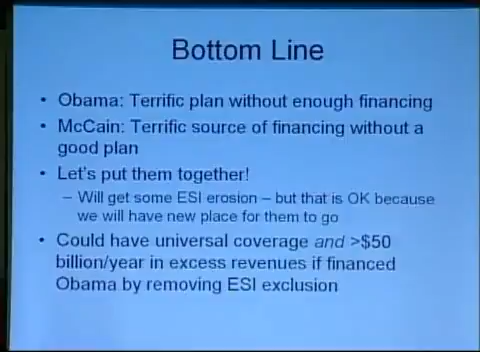 Bottom Line
• Obama: Terrific plan without enough financing
• McCain: Terrific source of financing without a
good plan
• Let's put them together!
– Will get some ESI erosion – but that is OK because
we will have new place for them to go
• Could have universal coverage and >$50
billion/year in excess revenues if financed
Obama by removing ESI exclusion